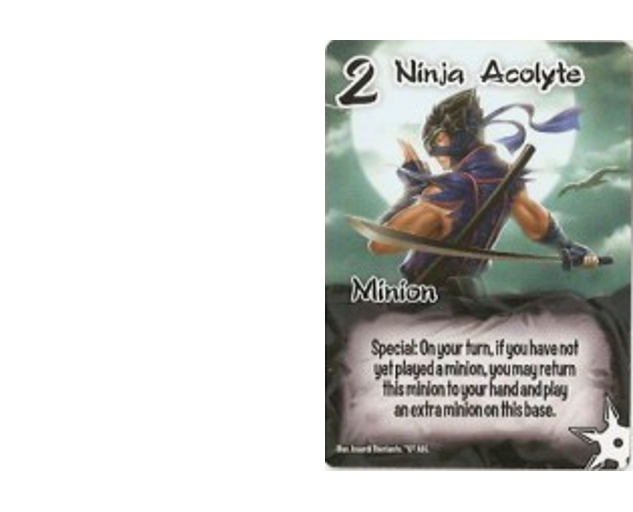 2 Ninja Acolyte
Minion
Special: On your turn, if you have not
yet played a minion, you may return
this minion to your hand and play
an extra minion on this base.